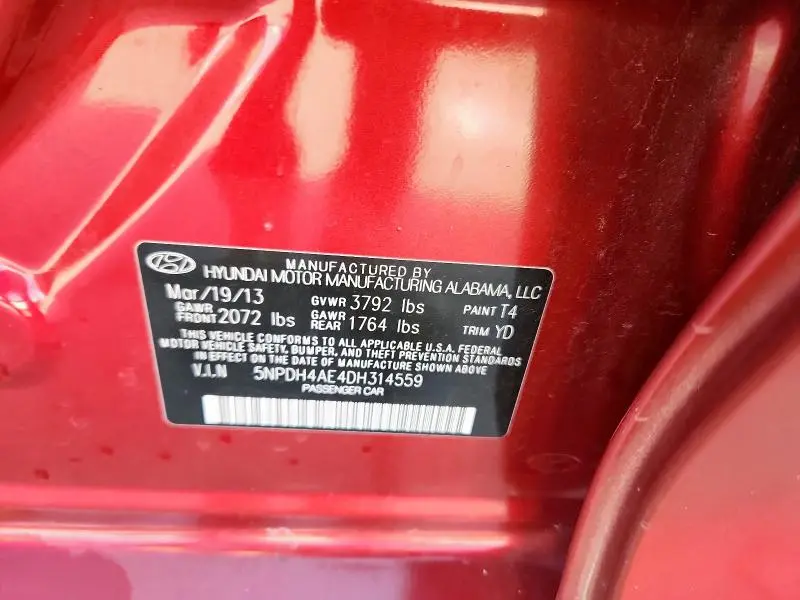 MANUFACTURED BY
HYUNDAI MOTOR MANUFACTURING ALABAMA, LLC
Mar/19/13 GVWR 3792 lbs PAINT T4
GAWR FRONT 2072 lbs GAWR REAR 1764 lbs TRIM YD
THIS VEHICLE CONFORMS TO ALL APPLICABLE U.S.A. FEDERAL
MOTOR VEHICLE SAFETY, BUMPER, AND THEFT PREVENTION STANDARDS
IN EFFECT ON THE DATE OF MANUFACTURE SHOWN ABOVE
V.I.N 5NPDH4AE4DH314559
PASSENGER CAR